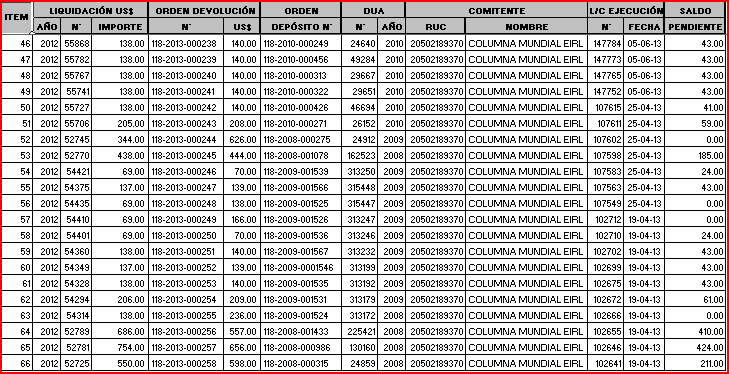 ITEM LIQUIDACIÓN US$ ORDEN DEVOLUCIÓN ORDEN DUA COMITENTE L/C EJECUCIÓN SALDO
AÑO N° IMPORTE N° US$ DEPÓSITO N° N° AÑO RUC NOMBRE N° FECHA PENDIENTE
46 2012 55868 138.00 118-2013-000238 140.00 118-2010-000249 24640 2010 20502189370 COLUMNA MUNDIAL EIRL 147784 05-06-13 43.00
47 2012 55782 138.00 118-2013-000239 140.00 118-2010-000456 49284 2010 20502189370 COLUMNA MUNDIAL EIRL 147773 05-06-13 43.00
48 2012 55767 138.00 118-2013-000240 140.00 118-2010-000313 29667 2010 20502189370 COLUMNA MUNDIAL EIRL 147765 05-06-13 43.00
49 2012 55741 138.00 118-2013-000241 140.00 118-2010-000322 29651 2010 20502189370 COLUMNA MUNDIAL EIRL 147752 05-06-13 43.00
50 2012 55727 138.00 118-2013-000242 140.00 118-2010-000426 46694 2010 20502189370 COLUMNA MUNDIAL EIRL 107615 25-04-13 41.00
51 2012 55706 205.00 118-2013-000243 208.00 118-2010-000271 26152 2010 20502189370 COLUMNA MUNDIAL EIRL 107611 25-04-13 59.00
52 2012 52745 344.00 118-2013-000244 626.00 118-2008-000275 24912 2009 20502189370 COLUMNA MUNDIAL EIRL 107602 25-04-13 0.00
53 2012 52770 438.00 118-2013-000245 444.00 118-2008-001078 162523 2008 20502189370 COLUMNA MUNDIAL EIRL 107598 25-04-13 185.00
54 2012 54421 69.00 118-2013-000246 70.00 118-2009-001539 313250 2009 20502189370 COLUMNA MUNDIAL EIRL 107583 25-04-13 24.00
55 2012 54375 137.00 118-2013-000247 139.00 118-2009-001566 315448 2009 20502189370 COLUMNA MUNDIAL EIRL 107563 25-04-13 43.00
56 2012 54435 69.00 118-2013-000248 138.00 118-2009-001525 315447 2009 20502189370 COLUMNA MUNDIAL EIRL 107549 25-04-13 0.00
57 2012 54410 69.00 118-2013-000249 166.00 118-2009-001526 313247 2009 20502189370 COLUMNA MUNDIAL EIRL 102712 19-04-13 0.00
58 2012 54401 69.00 118-2013-000250 70.00 118-2009-001536 313246 2009 20502189370 COLUMNA MUNDIAL EIRL 102710 19-04-13 24.00
59 2012 54360 138.00 118-2013-000251 140.00 118-2009-001567 313232 2009 20502189370 COLUMNA MUNDIAL EIRL 102702 19-04-13 43.00
60 2012 54349 137.00 118-2013-000252 139.00 118-2009-0001546 313199 2009 20502189370 COLUMNA MUNDIAL EIRL 102699 19-04-13 43.00
61 2012 54328 138.00 118-2013-000253 140.00 118-2009-001535 313192 2009 20502189370 COLUMNA MUNDIAL EIRL 102675 19-04-13 43.00
62 2012 54294 206.00 118-2013-000254 209.00 118-2009-001531 313179 2009 20502189370 COLUMNA MUNDIAL EIRL 102672 19-04-13 61.00
63 2012 54314 138.00 118-2013-000255 236.00 118-2009-001524 313172 2008 20502189370 COLUMNA MUNDIAL EIRL 102666 19-04-13 0.00
64 2012 52789 686.00 118-2013-000256 557.00 118-2008-001433 225421 2008 20502189370 COLUMNA MUNDIAL EIRL 102655 19-04-13 410.00
65 2012 52781 754.00 118-2013-000257 656.00 118-2008-000986 130160 2008 20502189370 COLUMNA MUNDIAL EIRL 102646 19-04-13 424.00
66 2012 52725 550.00 118-2013-000258 598.00 118-2008-000315 24859 2008 20502189370 COLUMNA MUNDIAL EIRL 102641 19-04-13 211.00